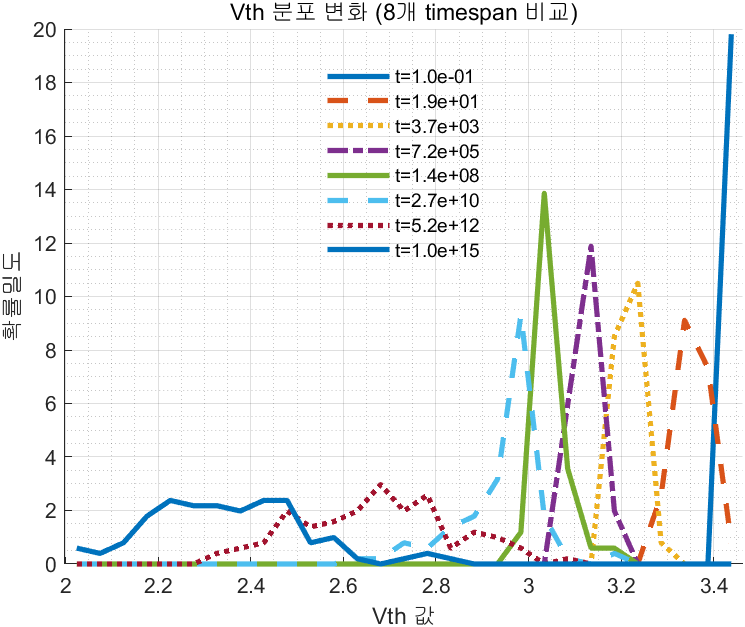 Vth 분포 변화 (8개 timespan 비교)
20
18
16
14
12
10
8
6
4
2
0
확률밀도
t=1.0e-01
t=1.9e+01
t=3.7e+03
t=7.2e+05
t=1.4e+08
t=2.7e+10
t=5.2e+12
t=1.0e+15
2 2.2 2.4 2.6 2.8 3 3.2 3.4
Vth 값